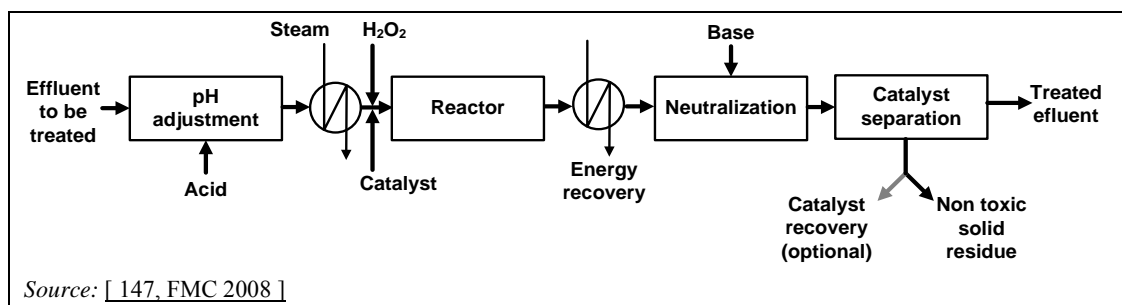 Steam
H₂O₂
Base
Effluent
to be
treated
pH
adjustment
Reactor
Neutralization
Catalyst
separation
Treated
efluent
Acid
Catalyst
Energy
recovery
Catalyst
recovery
(optional)
Non toxic
solid
residue
Source: [ 147, FMC 2008 ]